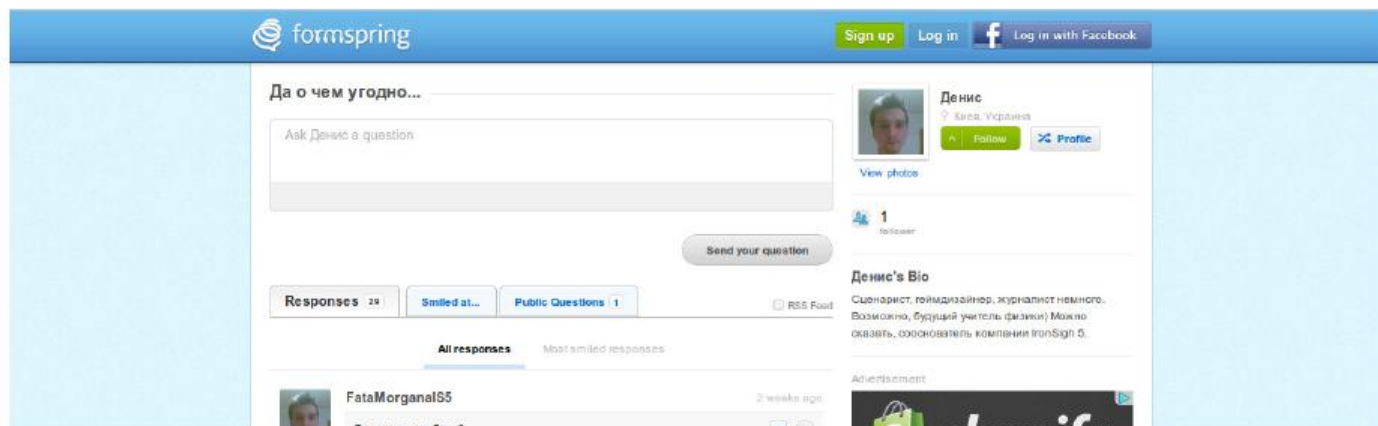 formspring
Sign up
Log in
Log in with Facebook
Да о чем угодно...
Ask Денис a question
Send your question
Responses 29
Smiled at...
Public Questions 1
RSS Feed
All responses
Most smiled responses
FataMorganaIS5
2 weeks ago
Денис
Киев, Украина
Follow
Profile
View photos
1
follower
Денис's Bio
Сценарист, геймдизайнер, журналист немного.
Возможно, будущий учитель физики) Можно
сказать, сооснователь компании IronSigh 5.
Advertisement